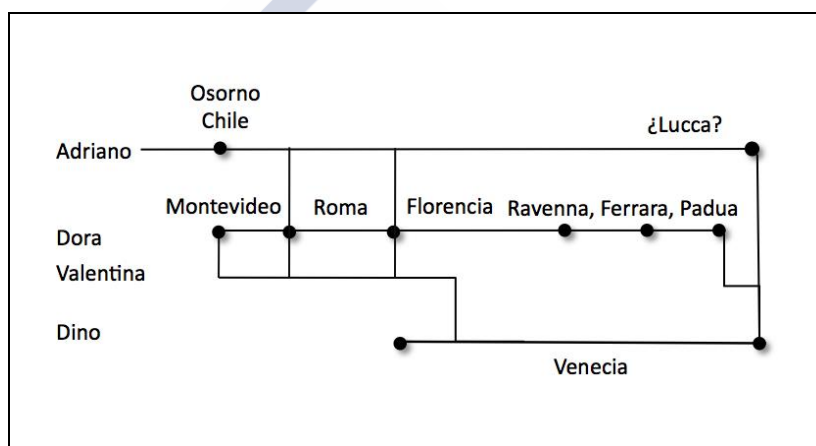 Osorno
Chile
¿Lucca?
Adriano
Montevideo
Roma
Florencia
Ravenna, Ferrara, Padua
Dora
Valentina
Dino
Venecia